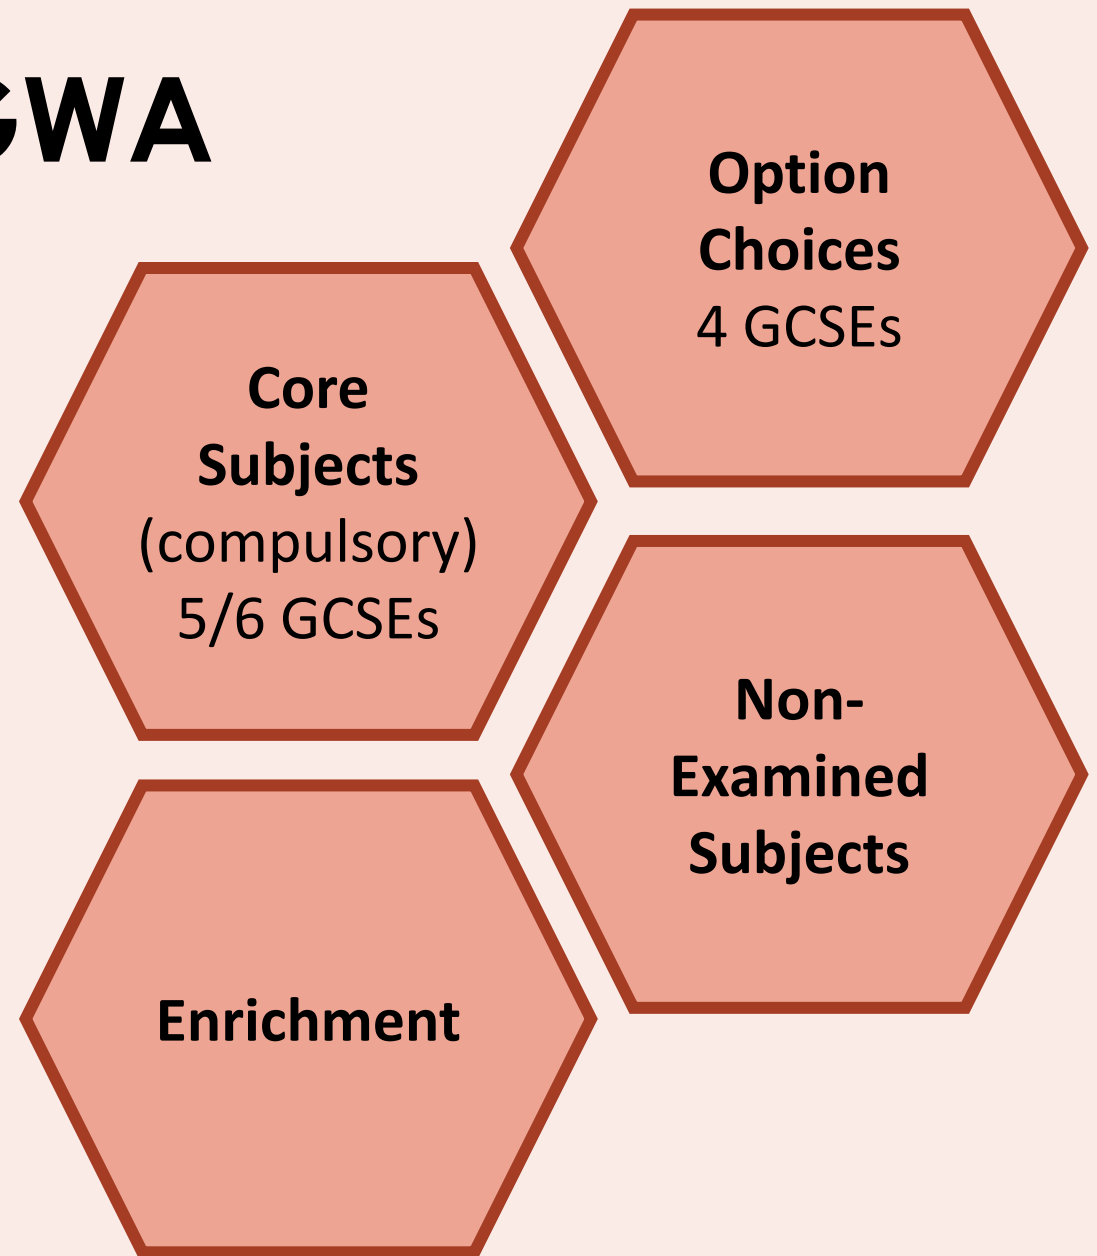 GWA
Option
Choices
4 GCSEs
Core
Subjects
(compulsory)
5/6 GCSEs
Non-
Examined
Subjects
Enrichment